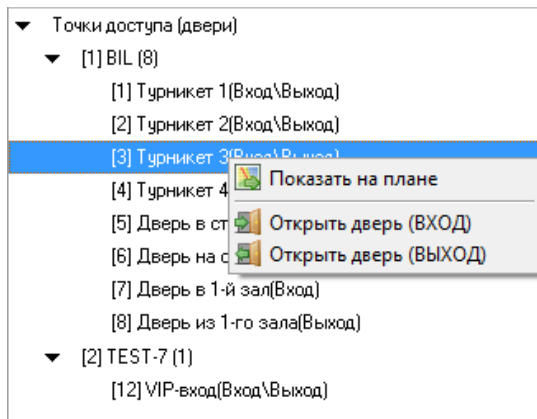 Точки доступа (двери)
[1] BIL (8)
[1] Турникет 1(Вход\Выход)
[2] Турникет 2(Вход\Выход)
[3] Турникет 3(Вход\Выход)
Показать на плане
[4] Турникет 4
[5] Дверь в ст
Открыть дверь (ВХОД)
[6] Дверь на с
Открыть дверь (ВЫХОД)
[7] Дверь в 1-й зал(Вход)
[8] Дверь из 1-го зала(Выход)
[2] TEST-7 (1)
[12] VIP-вход(Вход\Выход)